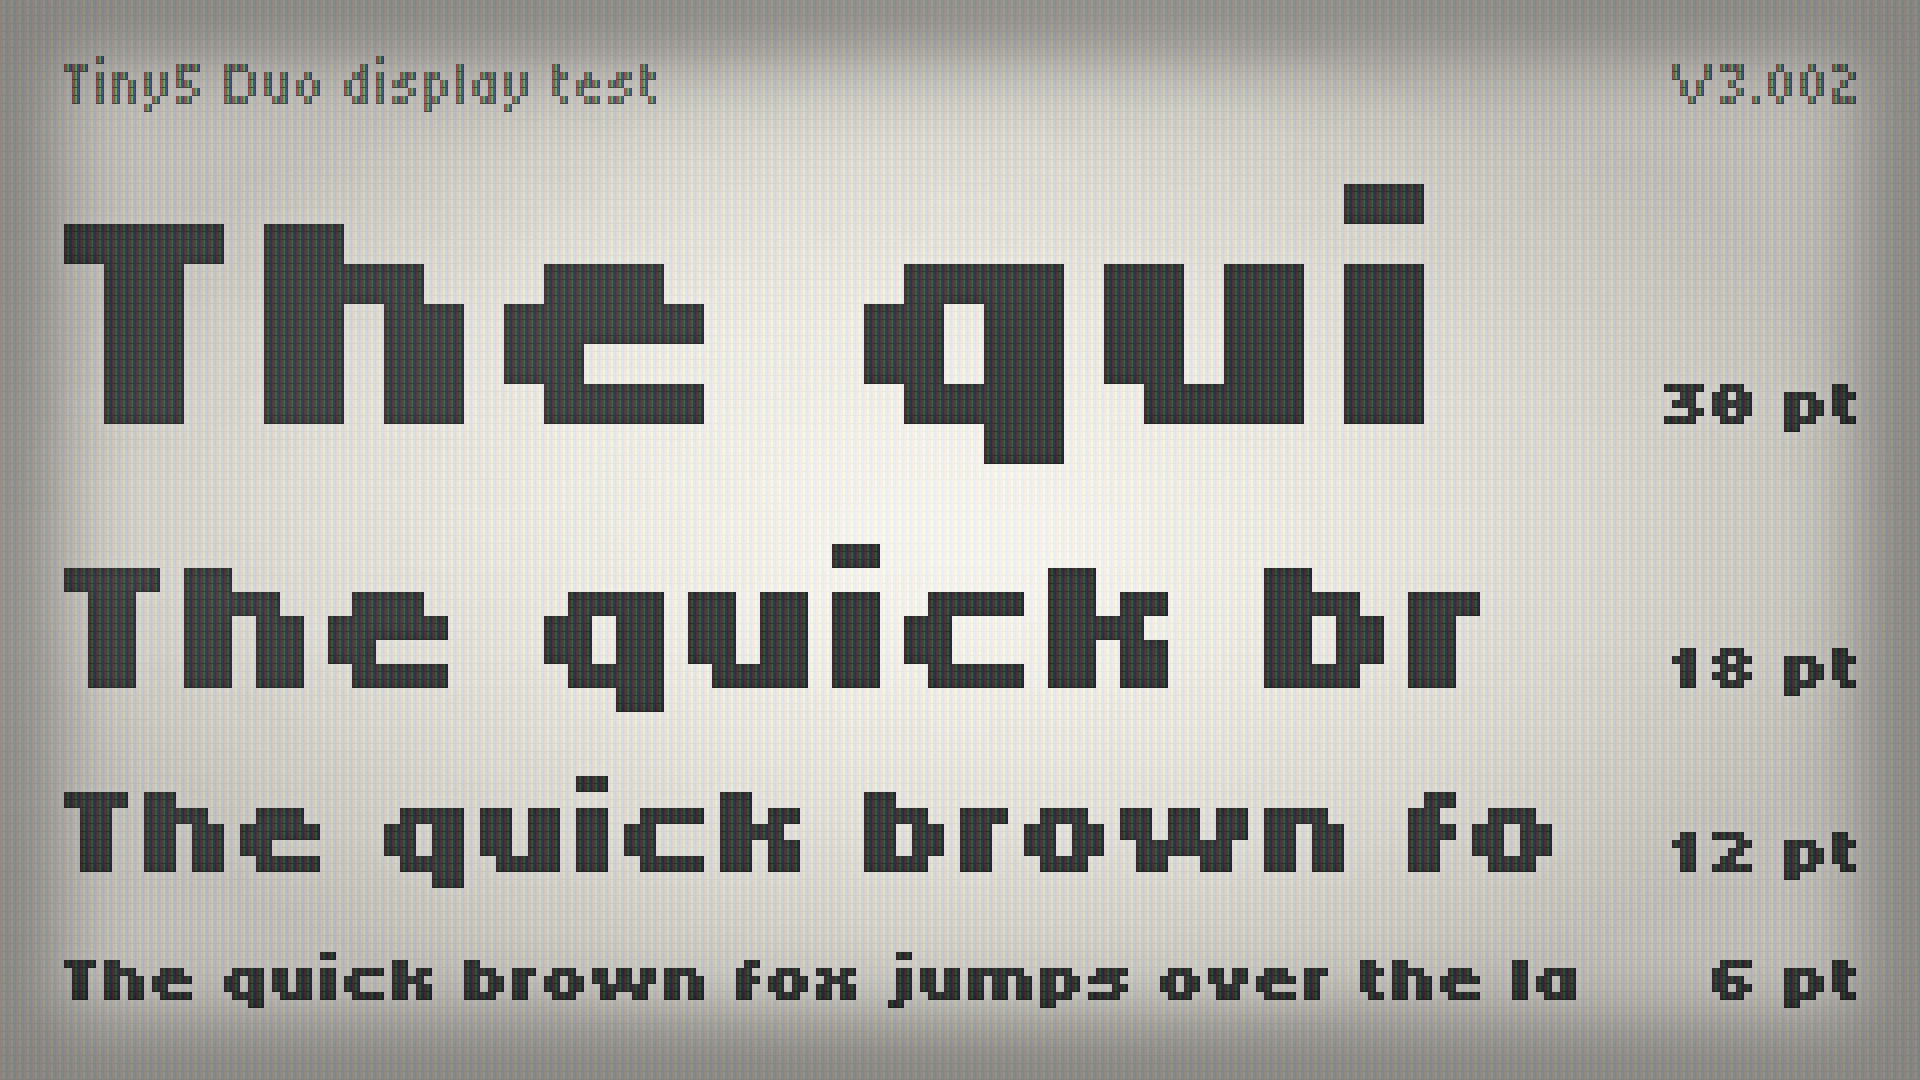 Tiny5 Duo display test V3.002
The qui 30 pt
The quick br 18 pt
The quick brown fo 12 pt
The quick brown fox jumps over the la 6 pt